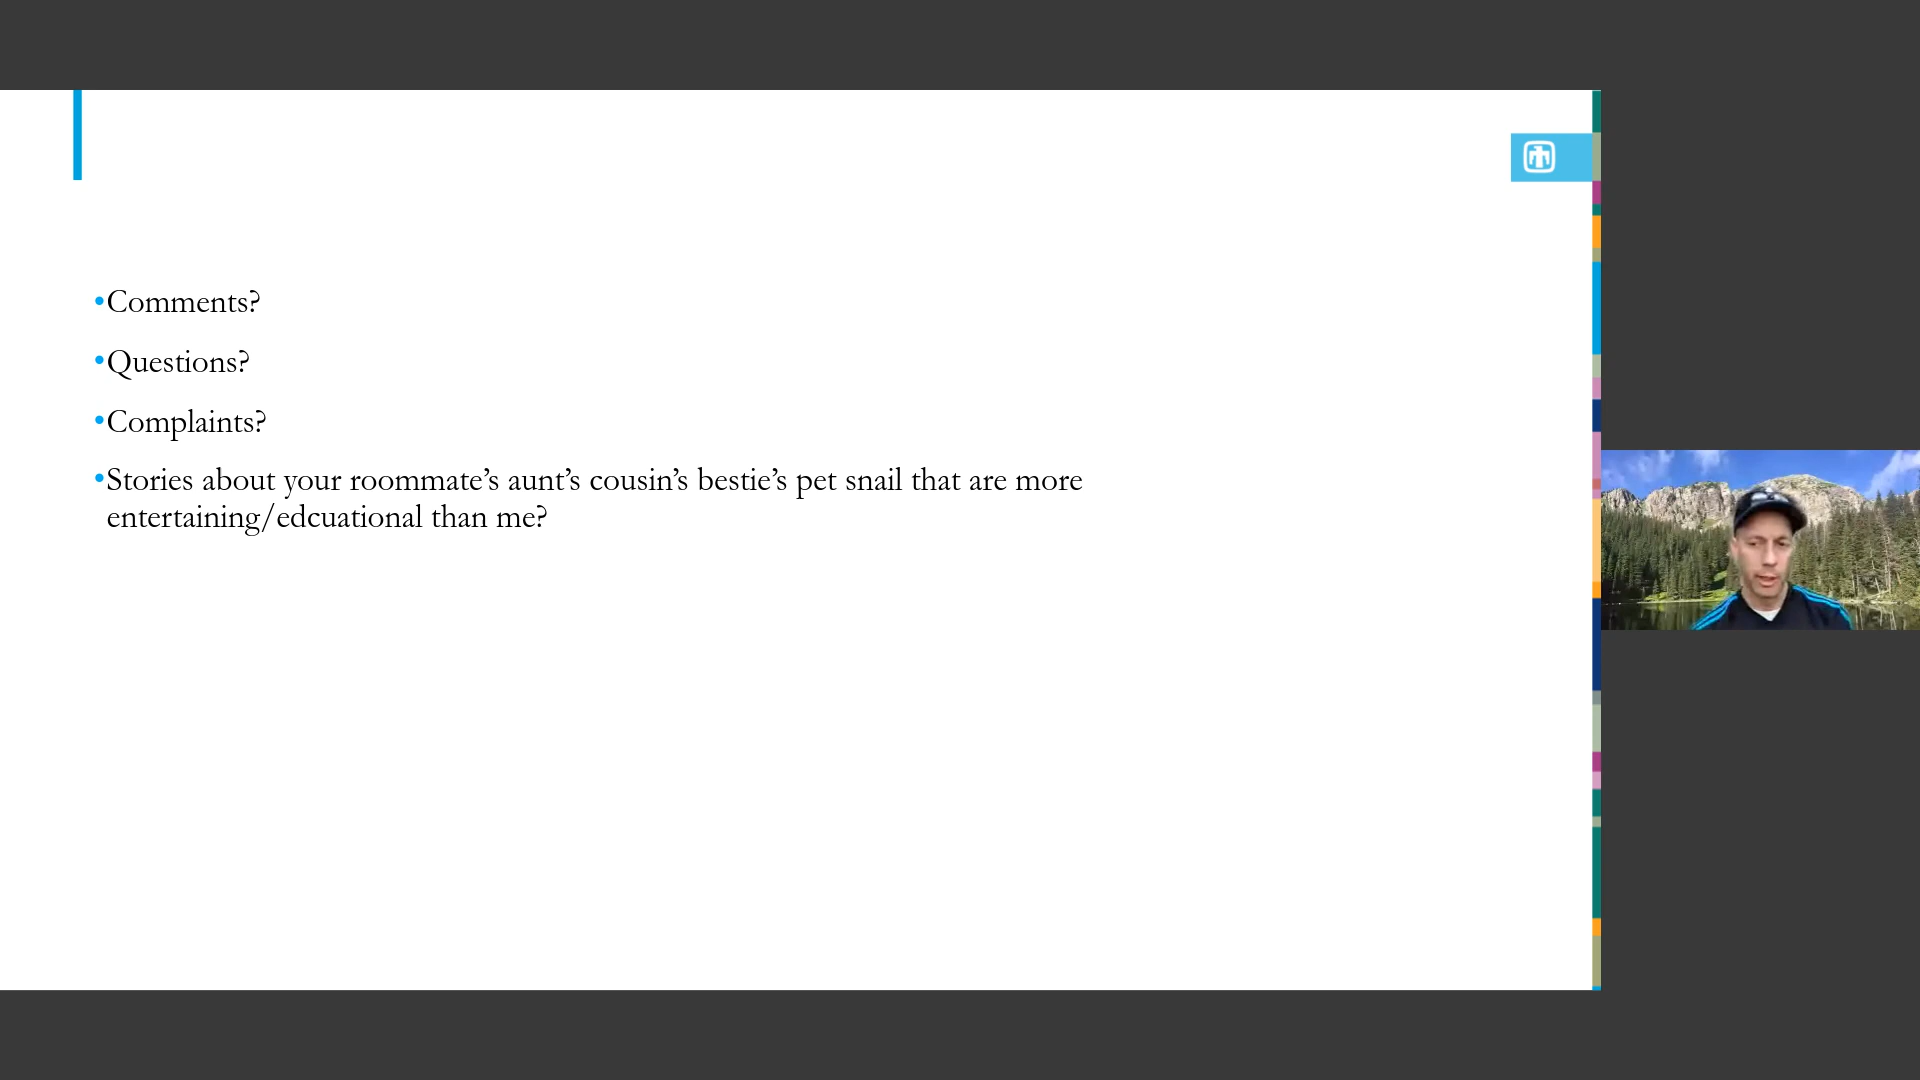 •Comments?
•Questions?
•Complaints?
•Stories about your roommate’s aunt’s cousin’s bestie’s pet snail that are more
entertaining/edcuational than me?